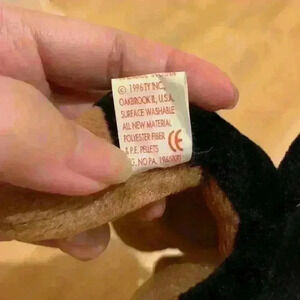 © 1996 TY INC.,
OAKBROOK IL, U.S.A.
SURFACE WASHABLE
ALL NEW MATERIAL
POLYESTER FIBER
& P.E. PELLETS
CE